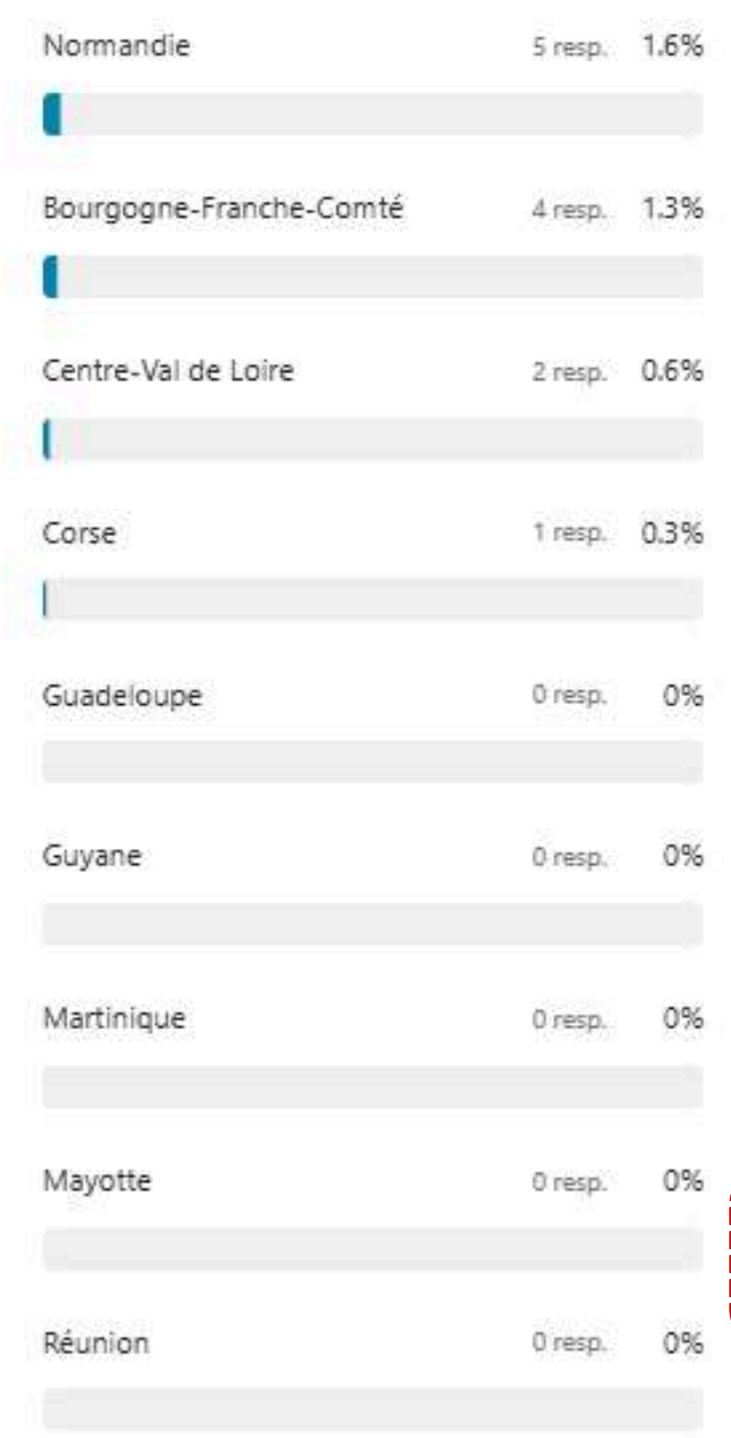 Normandie 5 resp. 1.6%
Bourgogne-Franche-Comté 4 resp. 1.3%
Centre-Val de Loire 2 resp. 0.6%
Corse 1 resp. 0.3%
Guadeloupe 0 resp. 0%
Guyane 0 resp. 0%
Martinique 0 resp. 0%
Mayotte 0 resp. 0%
Réunion 0 resp. 0%